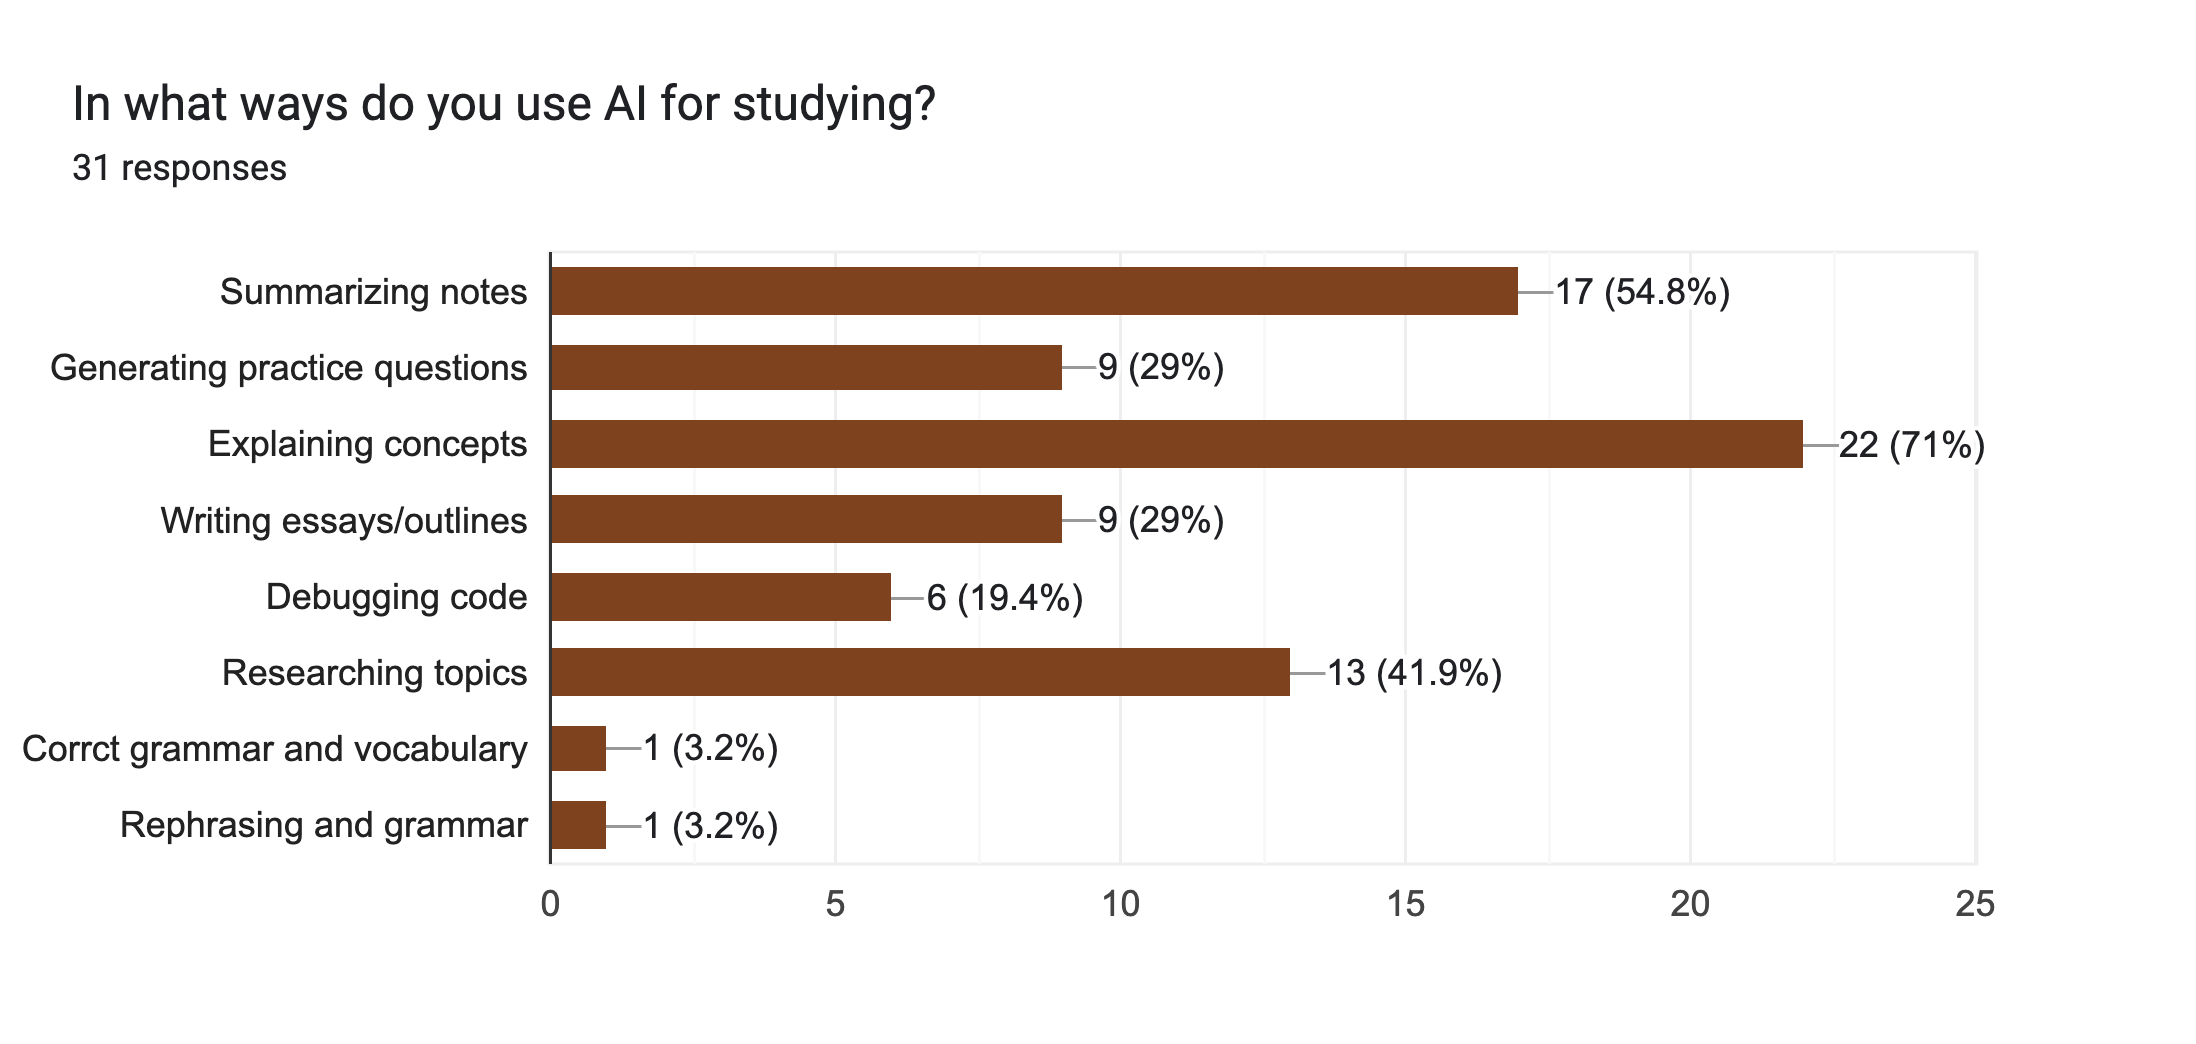 In what ways do you use AI for studying?
31 responses
Summarizing notes
17 (54.8%)
Generating practice questions
9 (29%)
Explaining concepts
22 (71%)
Writing essays/outlines
9 (29%)
Debugging code
6 (19.4%)
Researching topics
13 (41.9%)
Corrct grammar and vocabulary
1 (3.2%)
Rephrasing and grammar
1 (3.2%)
0 5 10 15 20 25